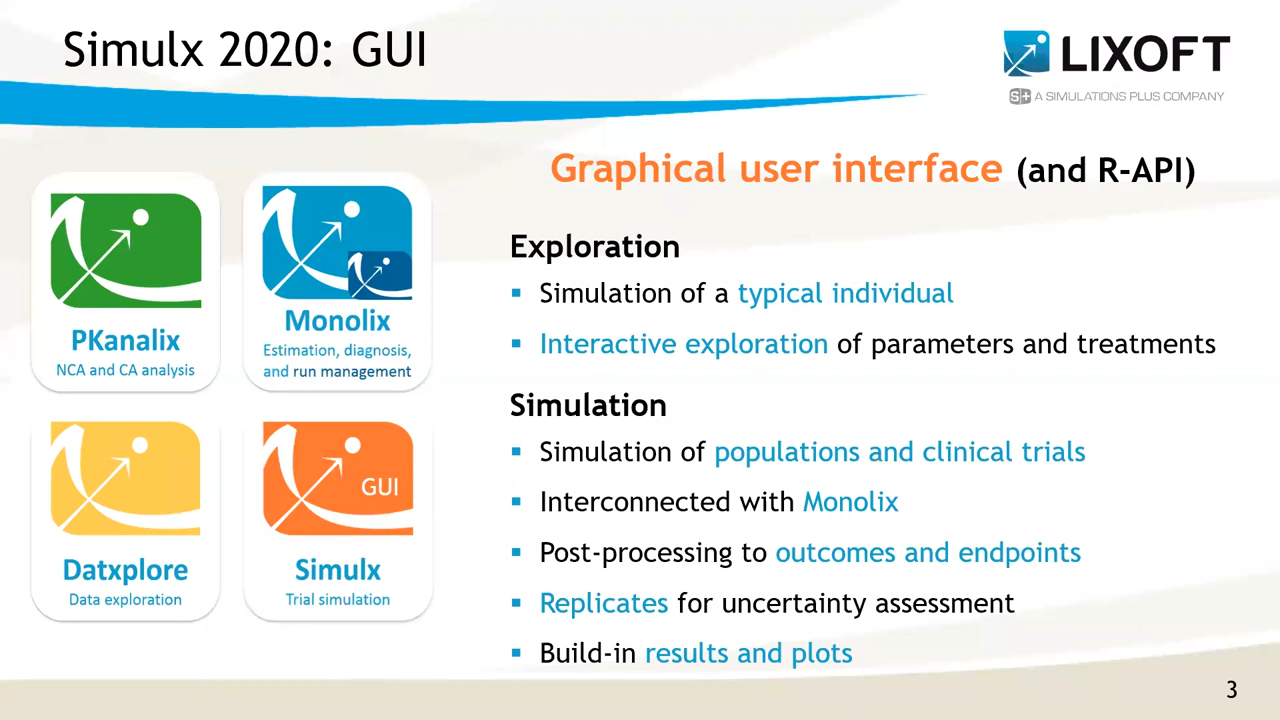 Simulx 2020: GUI
LIXOFT
S+ A SIMULATIONS PLUS COMPANY
Graphical user interface (and R-API)
PKanalix
NCA and CA analysis
Monolix
Estimation, diagnosis,
and run management
Datxplore
Data exploration
GUI
Simulx
Trial simulation
Exploration
▪ Simulation of a typical individual
▪ Interactive exploration of parameters and treatments
Simulation
▪ Simulation of populations and clinical trials
▪ Interconnected with Monolix
▪ Post-processing to outcomes and endpoints
▪ Replicates for uncertainty assessment
▪ Build-in results and plots
3